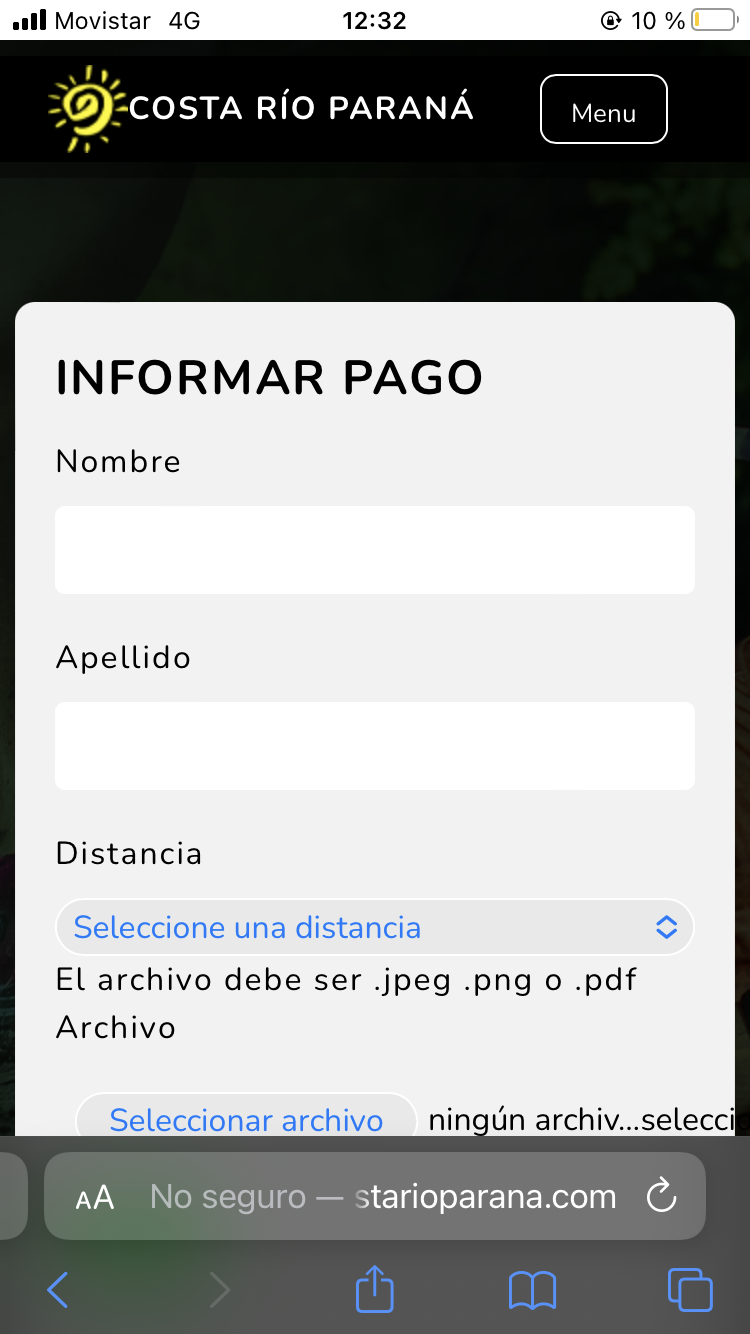 Movistar 4G 12:32 10 %
COSTA RÍO PARANÁ Menu
INFORMAR PAGO
Nombre
Apellido
Distancia
Seleccione una distancia
El archivo debe ser .jpeg .png o .pdf
Archivo
Seleccionar archivo ningún archiv...selecci
AA No seguro — starioparana.com